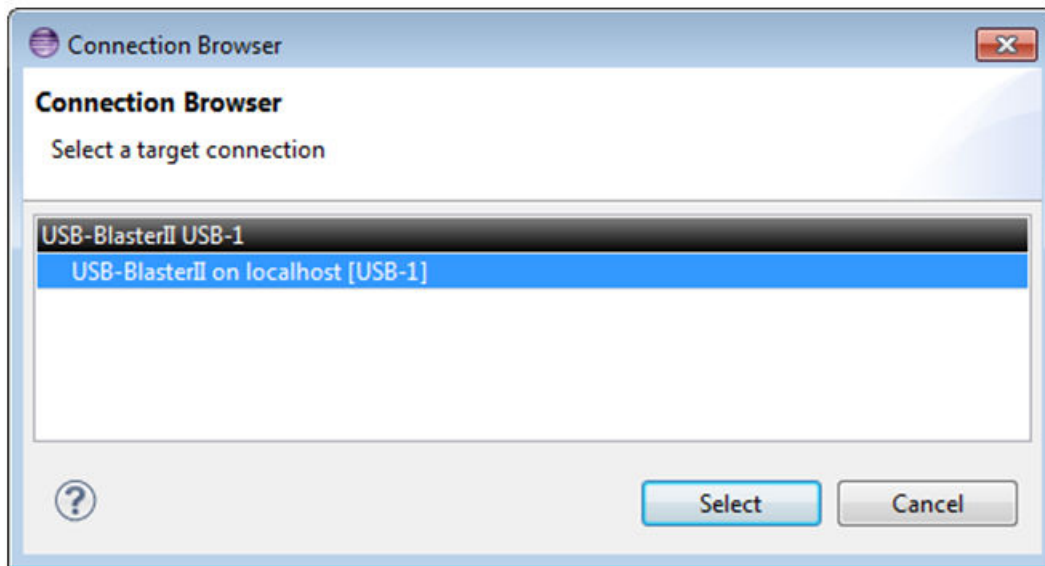 Connection Browser
Connection Browser
Select a target connection
USB-BlasterII USB-1
USB-BlasterII on localhost [USB-1]
?
Select
Cancel